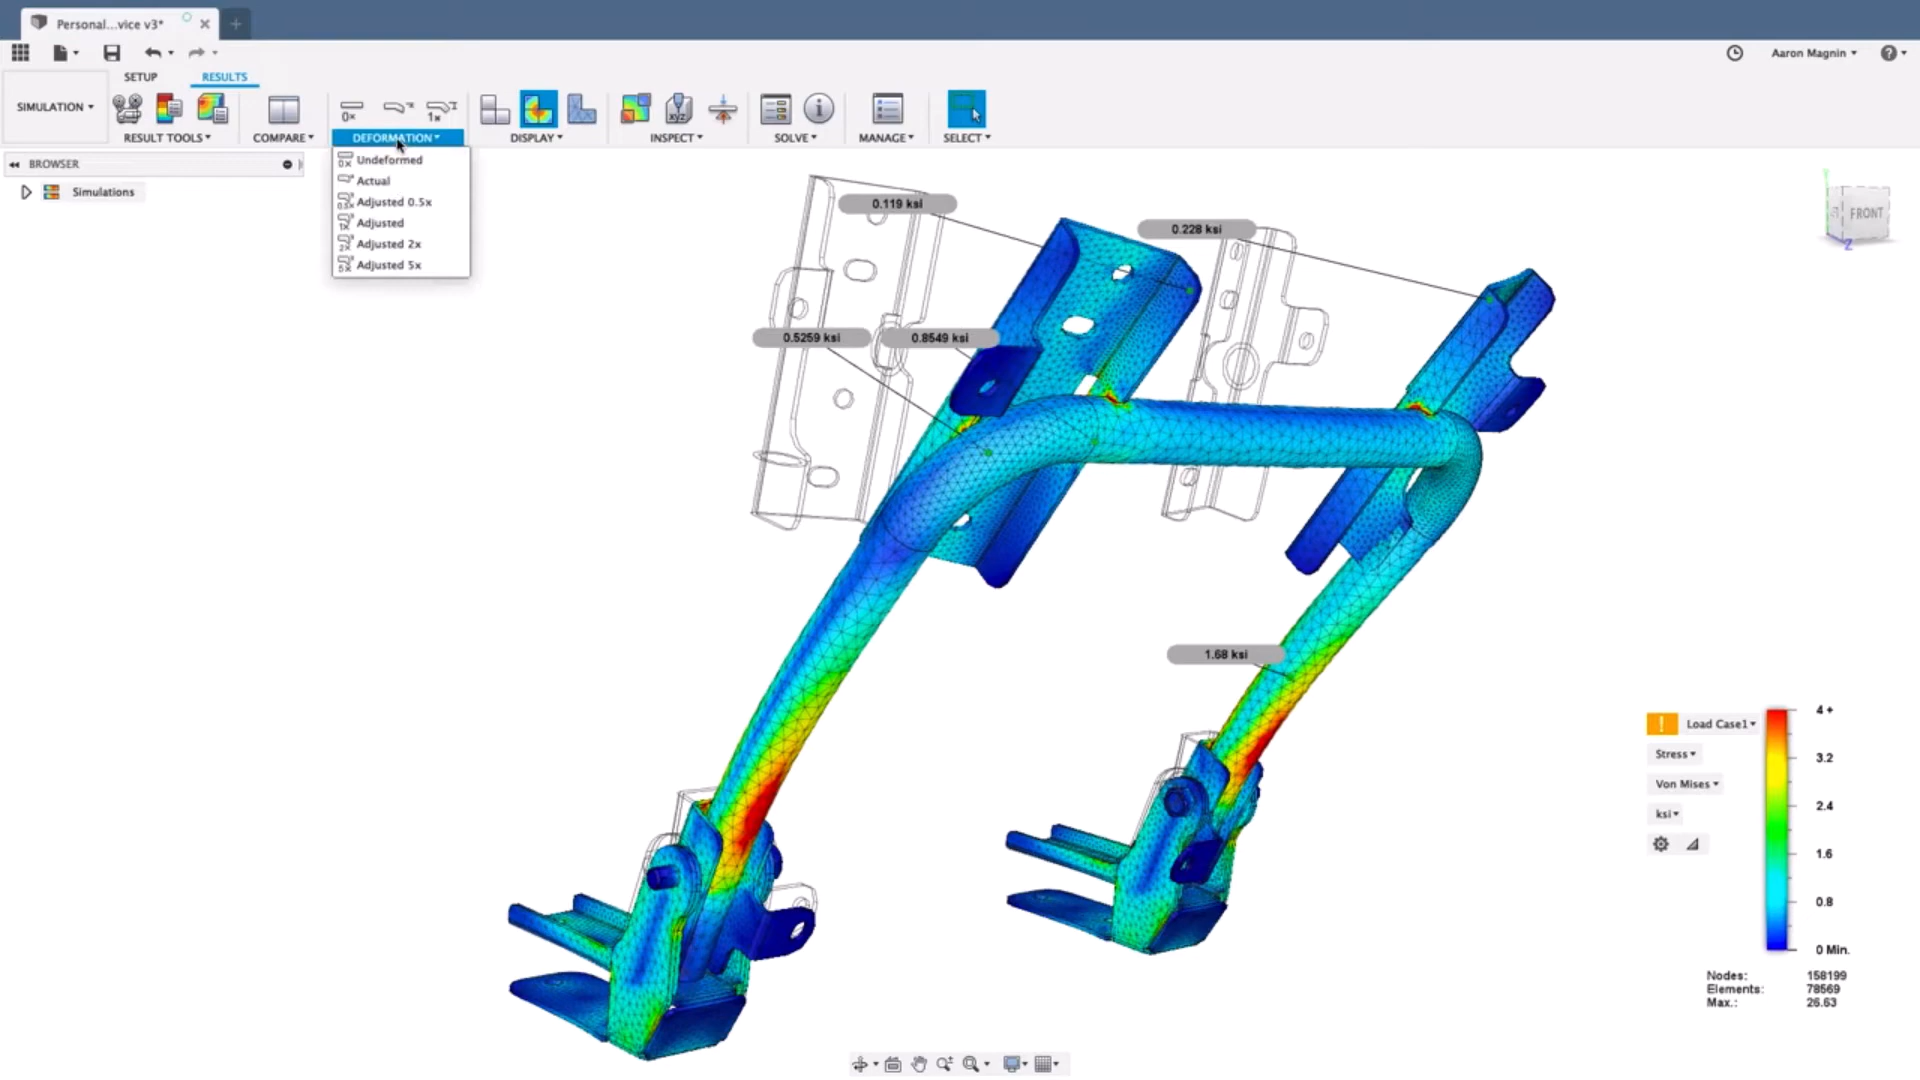 Personal...vice v3*
Aaron Magnin
SETUP
RESULTS
SIMULATION
RESULT TOOLS
COMPARE
DEFORMATION
DISPLAY
INSPECT
SOLVE
MANAGE
SELECT
BROWSER
Simulations
Undeformed
Actual
Adjusted 0.5x
Adjusted
Adjusted 2x
Adjusted 5x
0.119 ksi
0.228 ksi
0.5259 ksi
0.8549 ksi
1.68 ksi
FRONT
Z
Load Case1
Stress
Von Mises
ksi
4 +
3.2
2.4
1.6
0.8
0 Min.
Nodes: 158199
Elements: 78569
Max.: 26.63